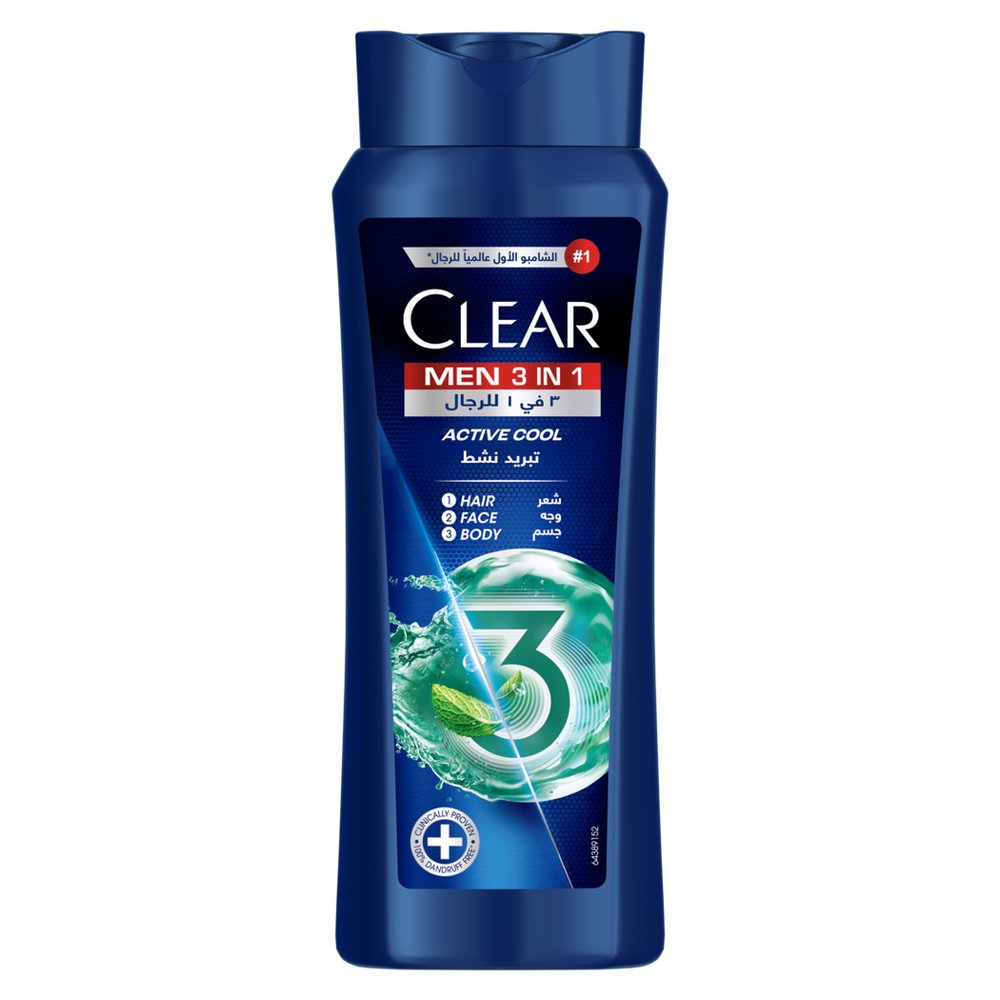 #1 الشامبو الأول عالمياً للرجال*
CLEAR
MEN 3 IN 1
٣ في ١ للرجال
ACTIVE COOL
تبريد نشط
1 HAIR شعر
2 FACE وجه
3 BODY جسم
3
CLINICALLY PROVEN
100% DANDRUFF FREE*
64389152